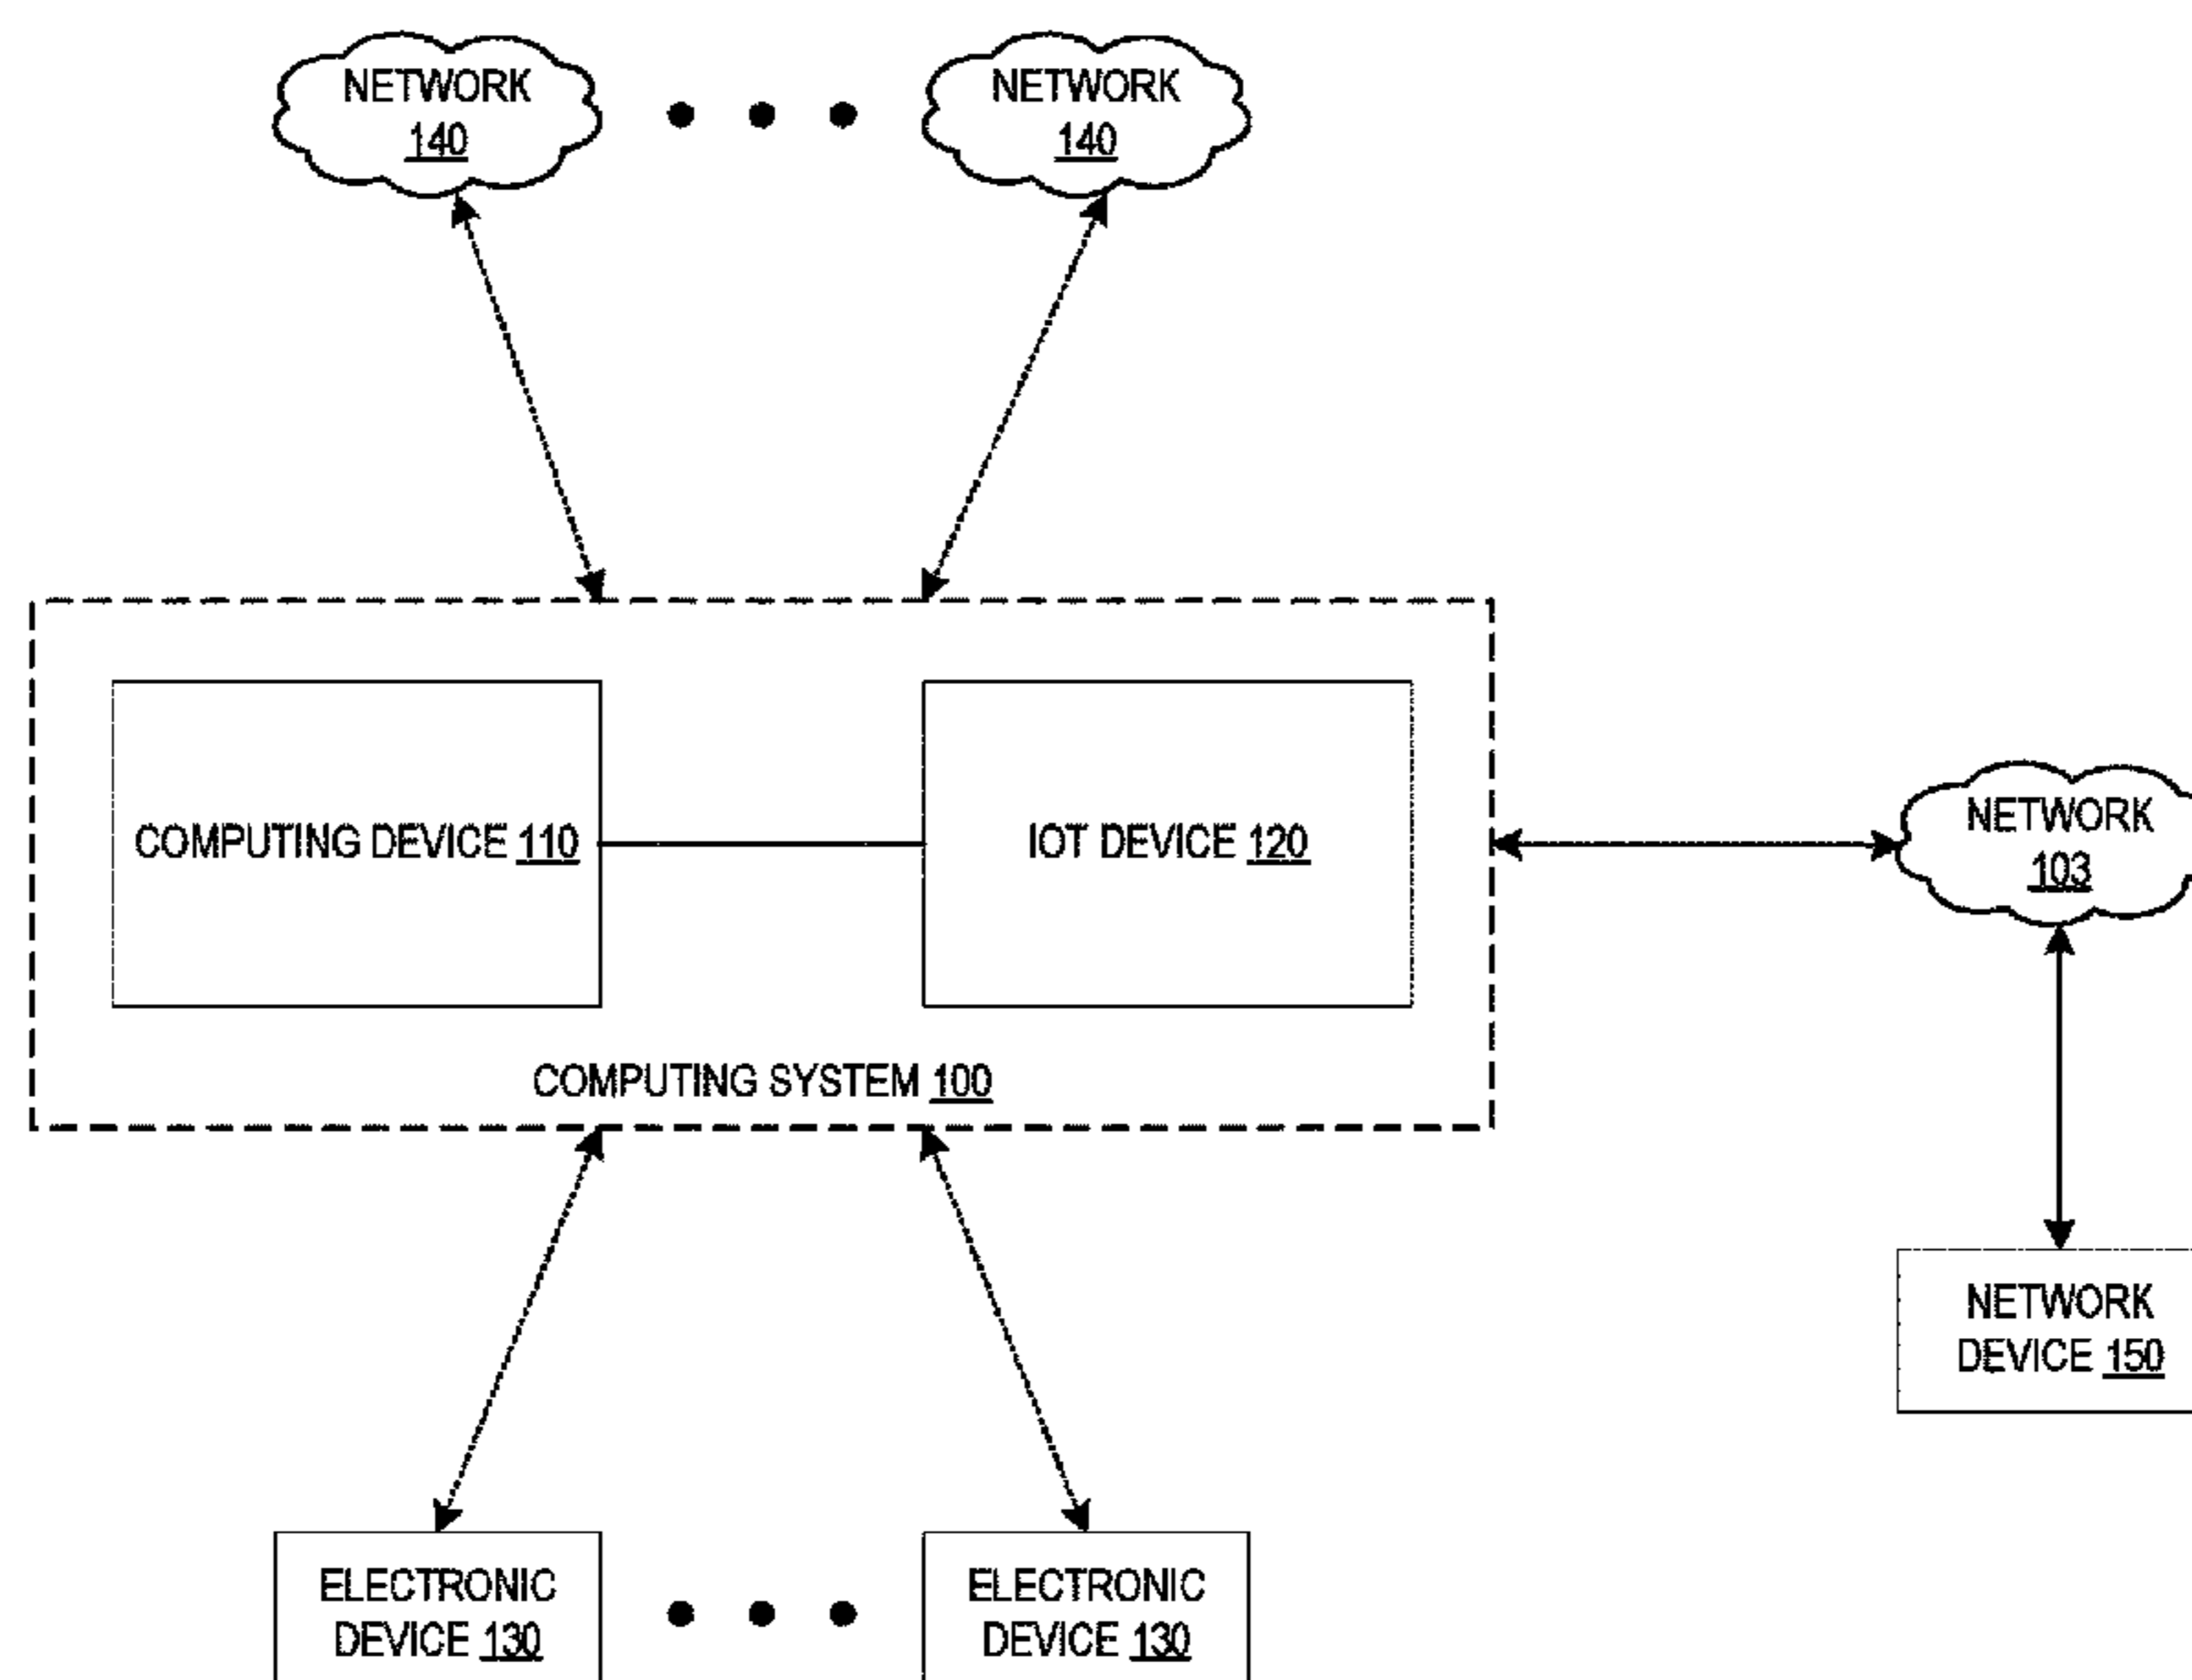 NETWORK
140
NETWORK
140
COMPUTING DEVICE 110
IOT DEVICE 120
NETWORK
103
COMPUTING SYSTEM 100
NETWORK
DEVICE 150
ELECTRONIC
DEVICE 130
ELECTRONIC
DEVICE 130